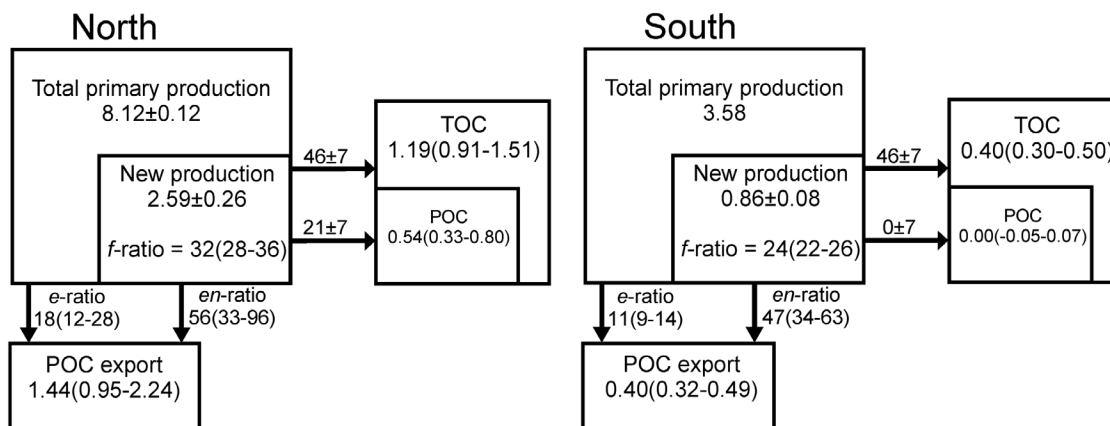 North
Total primary production
8.12±0.12
New production
2.59±0.26
f-ratio = 32(28-36)
46±7
21±7
TOC
1.19(0.91-1.51)
POC
0.54(0.33-0.80)
e-ratio
18(12-28)
en-ratio
56(33-96)
POC export
1.44(0.95-2.24)
South
Total primary production
3.58
New production
0.86±0.08
f-ratio = 24(22-26)
46±7
0±7
TOC
0.40(0.30-0.50)
POC
0.00(-0.05-0.07)
e-ratio
11(9-14)
en-ratio
47(34-63)
POC export
0.40(0.32-0.49)